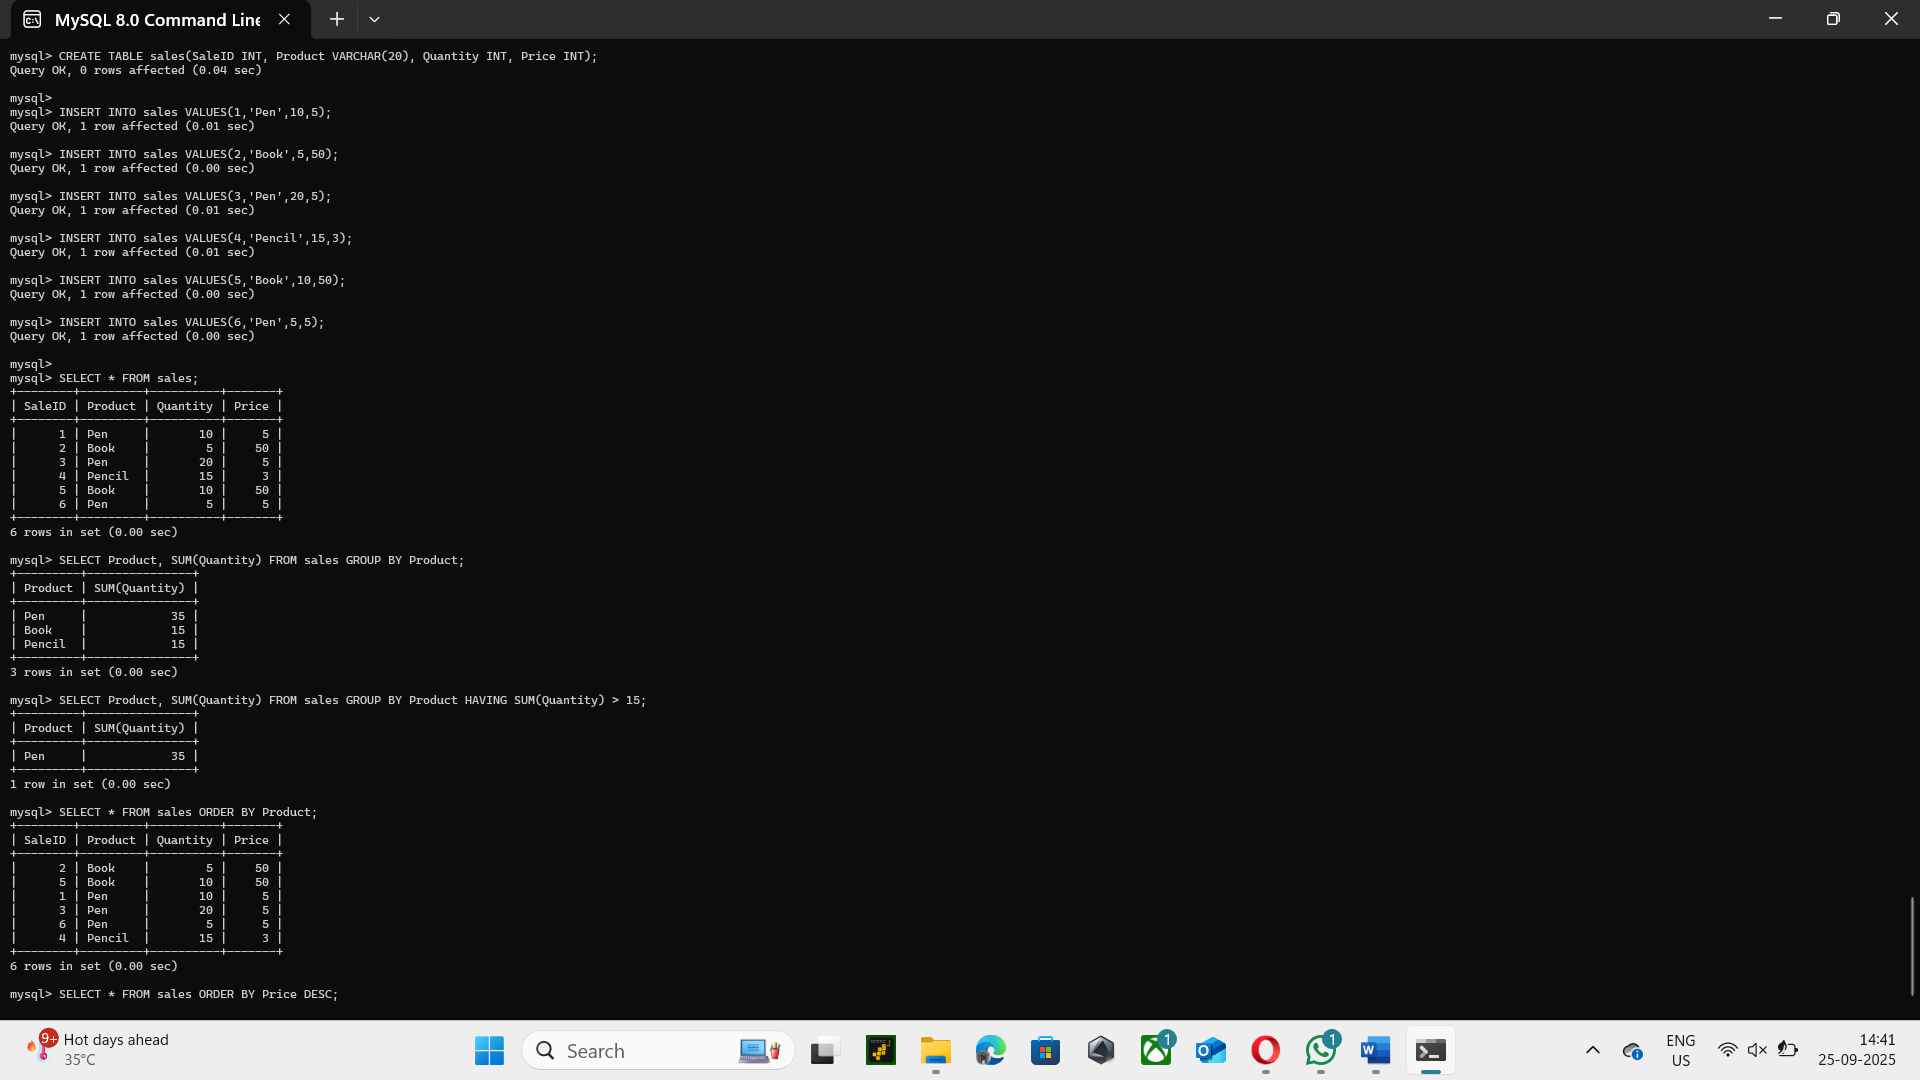 MySQL 8.0 Command Line
mysql> CREATE TABLE sales(SaleID INT, Product VARCHAR(20), Quantity INT, Price INT);
Query OK, 0 rows affected (0.04 sec)
mysql>
mysql> INSERT INTO sales VALUES(1,'Pen',10,5);
Query OK, 1 row affected (0.01 sec)
mysql> INSERT INTO sales VALUES(2,'Book',5,50);
Query OK, 1 row affected (0.00 sec)
mysql> INSERT INTO sales VALUES(3,'Pen',20,5);
Query OK, 1 row affected (0.01 sec)
mysql> INSERT INTO sales VALUES(4,'Pencil',15,3);
Query OK, 1 row affected (0.01 sec)
mysql> INSERT INTO sales VALUES(5,'Book',10,50);
Query OK, 1 row affected (0.00 sec)
mysql> INSERT INTO sales VALUES(6,'Pen',5,5);
Query OK, 1 row affected (0.00 sec)
mysql>
mysql> SELECT * FROM sales;
+--------+---------+----------+-------+
| SaleID | Product | Quantity | Price |
+--------+---------+----------+-------+
|      1 | Pen     |       10 |     5 |
|      2 | Book    |        5 |    50 |
|      3 | Pen     |       20 |     5 |
|      4 | Pencil  |       15 |     3 |
|      5 | Book    |       10 |    50 |
|      6 | Pen     |        5 |     5 |
+--------+---------+----------+-------+
6 rows in set (0.00 sec)
mysql> SELECT Product, SUM(Quantity) FROM sales GROUP BY Product;
+---------+---------------+
| Product | SUM(Quantity) |
+---------+---------------+
| Pen     |            35 |
| Book    |            15 |
| Pencil  |            15 |
+---------+---------------+
3 rows in set (0.00 sec)
mysql> SELECT Product, SUM(Quantity) FROM sales GROUP BY Product HAVING SUM(Quantity) > 15;
+---------+---------------+
| Product | SUM(Quantity) |
+---------+---------------+
| Pen     |            35 |
+---------+---------------+
1 row in set (0.00 sec)
mysql> SELECT * FROM sales ORDER BY Product;
+--------+---------+----------+-------+
| SaleID | Product | Quantity | Price |
+--------+---------+----------+-------+
|      2 | Book    |        5 |    50 |
|      5 | Book    |       10 |    50 |
|      1 | Pen     |       10 |     5 |
|      3 | Pen     |       20 |     5 |
|      6 | Pen     |        5 |     5 |
|      4 | Pencil  |       15 |     3 |
+--------+---------+----------+-------+
6 rows in set (0.00 sec)
mysql> SELECT * FROM sales ORDER BY Price DESC;
9+ Hot days ahead
35°C
Search
1
1
ENG
US
14:41
25-09-2025